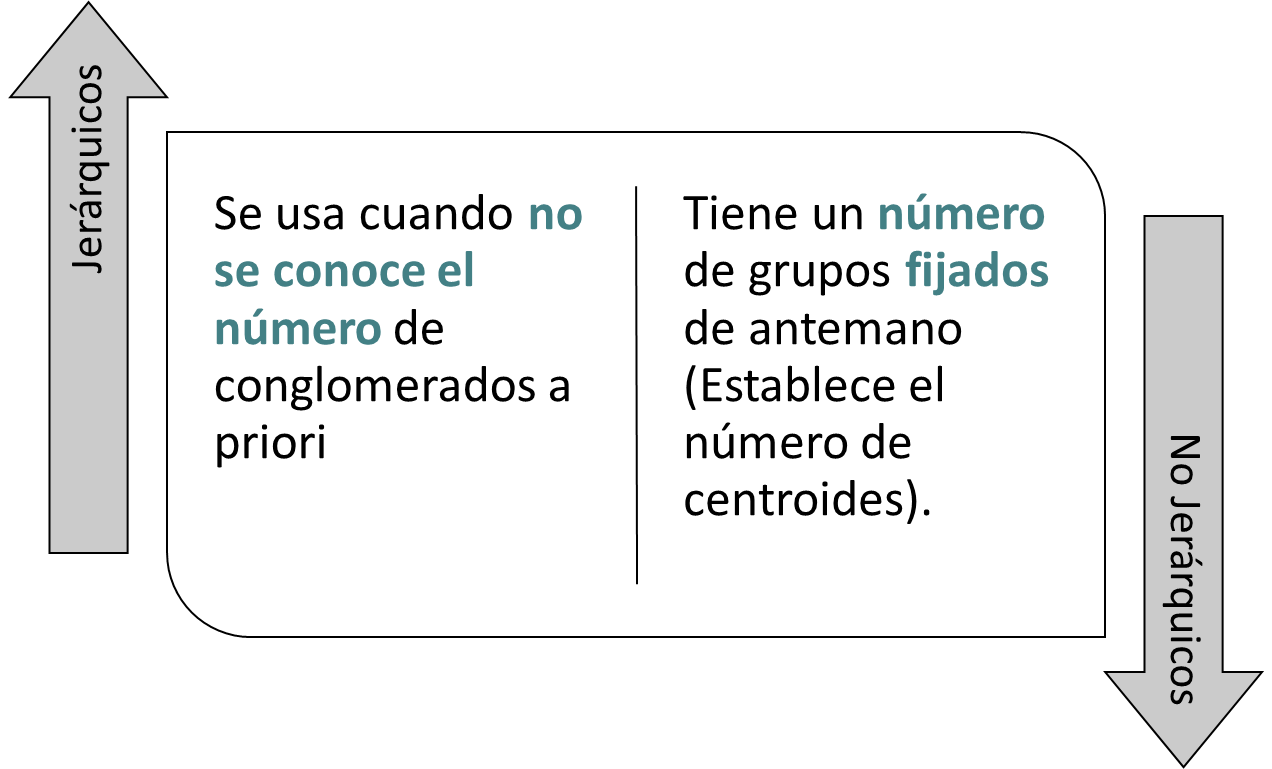 Jerárquicos
Se usa cuando no
se conoce el
número de
conglomerados a
priori
Tiene un número
de grupos fijados
de antemano
(Establece el
número de
centroides).
No Jerárquicos